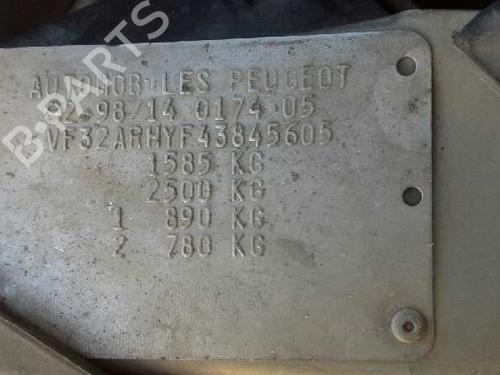 B-PARTS
AUTOMOBILES PEUGEOT
e2*98/14*0174*05
VF32ARHYF43845605
1585 KG
2500 KG
1 890 KG
2 780 KG